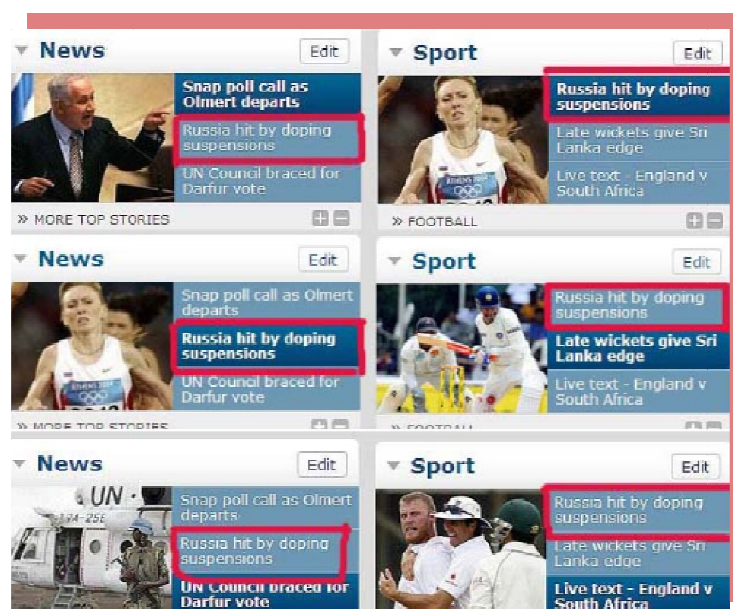 News Edit
Snap poll call as
Olmert departs
Russia hit by doping
suspensions
UN Council braced for
Darfur vote
» MORE TOP STORIES
Sport Edit
Russia hit by doping
suspensions
Late wickets give Sri
Lanka edge
Live text - England v
South Africa
» FOOTBALL
News Edit
Snap poll call as Olmert
departs
Russia hit by doping
suspensions
UN Council braced for
Darfur vote
» MORE TOP STORIES
Sport Edit
Russia hit by doping
suspensions
Late wickets give Sri
Lanka edge
Live text - England v
South Africa
» FOOTBALL
News Edit
UN
Snap poll call as Olmert
departs
Russia hit by doping
suspensions
UN Council braced for
Darfur vote
Sport Edit
Russia hit by doping
suspensions
Late wickets give Sri
Lanka edge
Live text - England v
South Africa